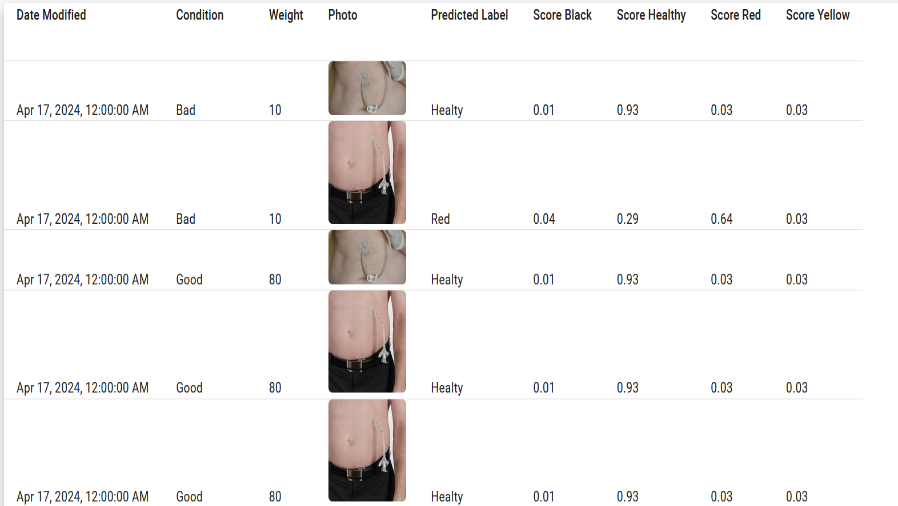 Date Modified Condition Weight Photo Predicted Label Score Black Score Healthy Score Red Score Yellow
Apr 17, 2024, 12:00:00 AM Bad 10 Healty 0.01 0.93 0.03 0.03
Apr 17, 2024, 12:00:00 AM Bad 10 Red 0.04 0.29 0.64 0.03
Apr 17, 2024, 12:00:00 AM Good 80 Healty 0.01 0.93 0.03 0.03
Apr 17, 2024, 12:00:00 AM Good 80 Healty 0.01 0.93 0.03 0.03
Apr 17, 2024, 12:00:00 AM Good 80 Healty 0.01 0.93 0.03 0.03